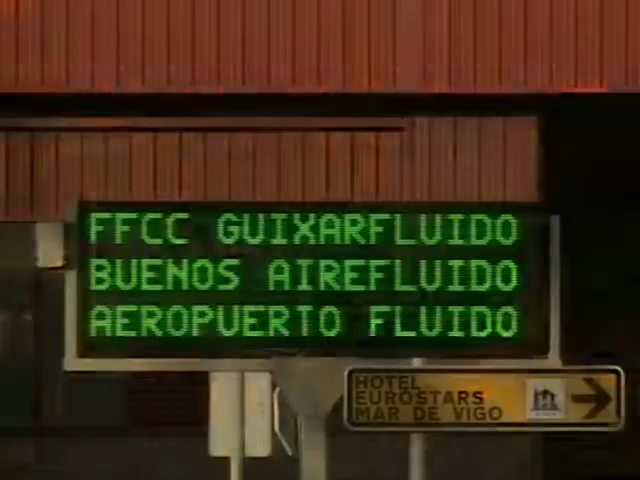 FFCC GUIXARFLUIDO
BUENOS AIREFLUIDO
AEROPUERTO FLUIDO
HOTEL
EUROSTARS
MAR DE VIGO